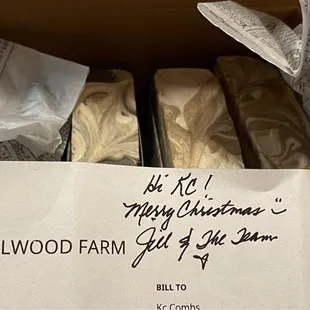 Hi KC!
Merry Christmas
LWOOD FARM
Jill & The Team
BILL TO
Kc Combs